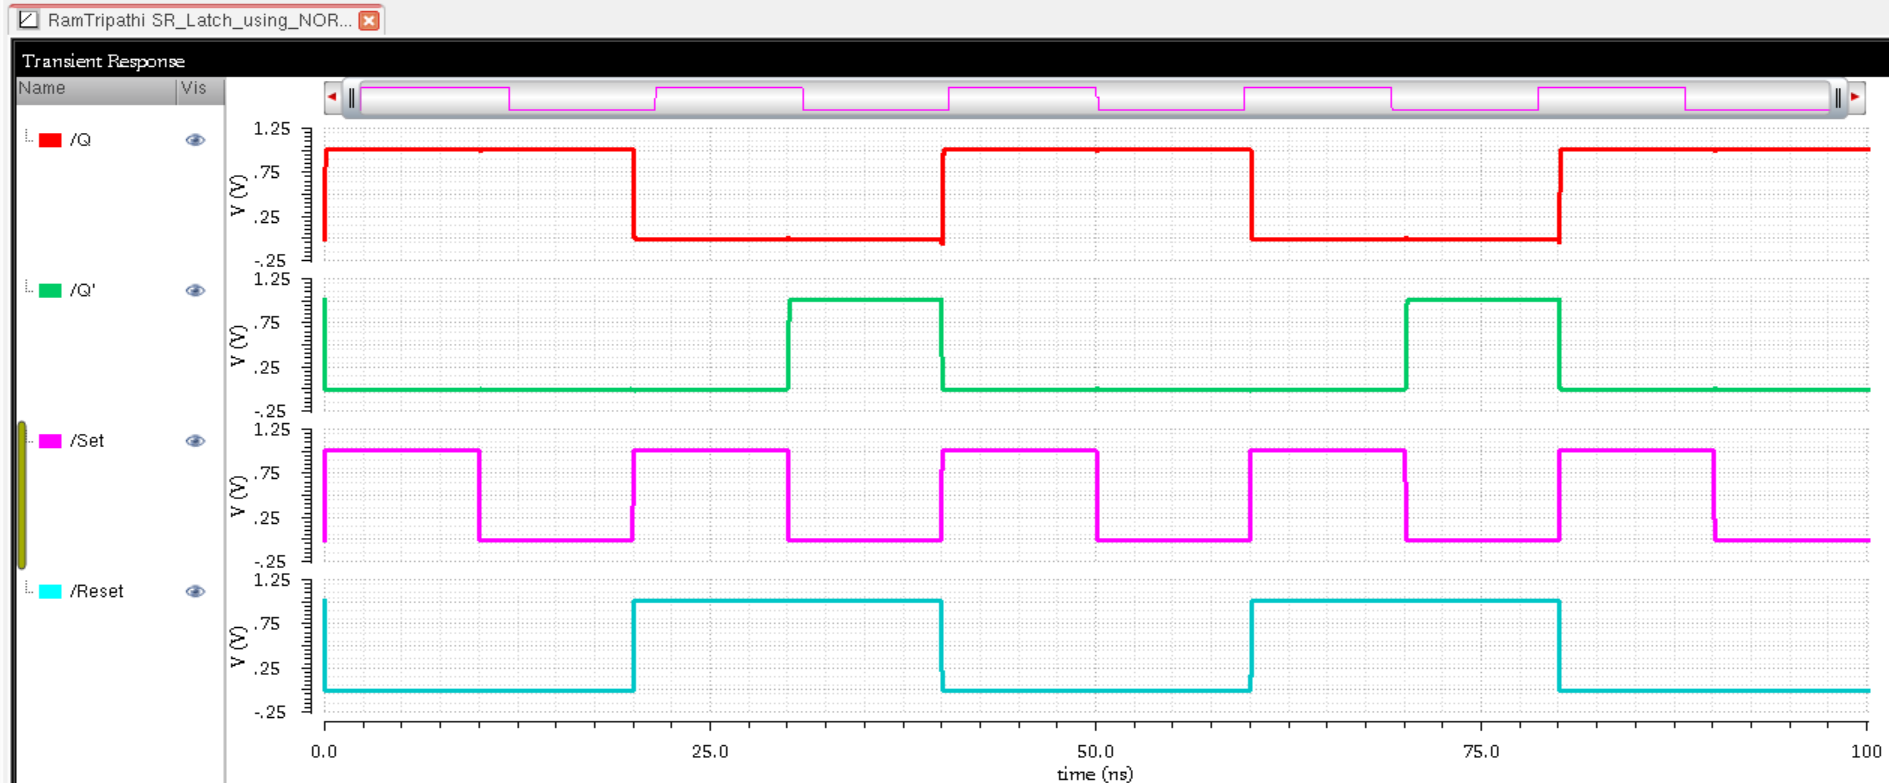 RamTripathi SR_Latch_using_NOR...
Transient Response
Name Vis
/Q
V (V)
1.25
.75
.25
-.25
/Q'
V (V)
1.25
.75
.25
-.25
/Set
V (V)
1.25
.75
.25
-.25
/Reset
V (V)
1.25
.75
.25
-.25
0.0 25.0 50.0 75.0 100
time (ns)